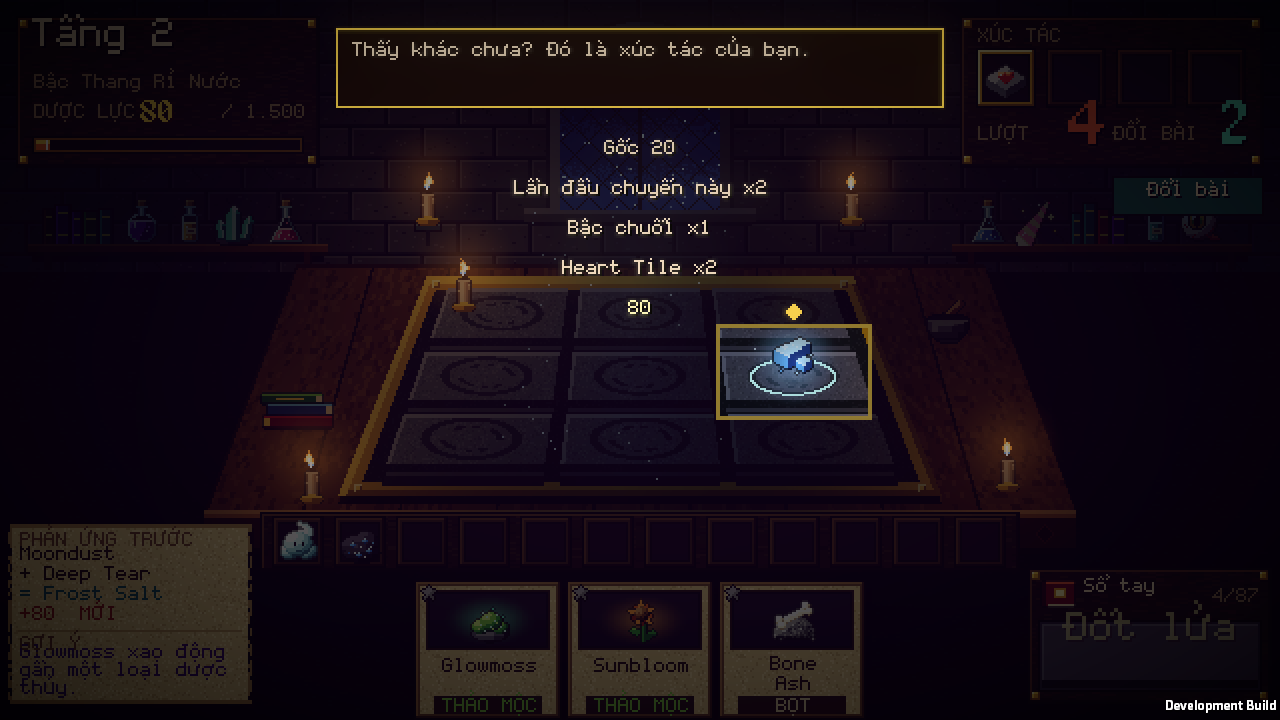 Tầng 2
Bậc Thang Rỉ Nước
DƯỢC LỰC 80 / 1.500
Thấy khác chưa? Đó là xúc tác của bạn.
XÚC TÁC
LƯỢT 4 ĐỔI BÀI 2
Đổi bài
Gốc 20
Lần đầu chuyến này x2
Bậc chuỗi x1
Heart Tile x2
80
PHẢN ỨNG TRƯỚC
Moondust
+ Deep Tear
= Frost Salt
+80 MỚI
GỢI Ý
Glowmoss xao động
gần một loại dược
thủy.
Glowmoss
THẢO MỘC
Sunbloom
THẢO MỘC
Bone
Ash
BỘT
Sổ tay
4/87
Đốt lửa
Development Build